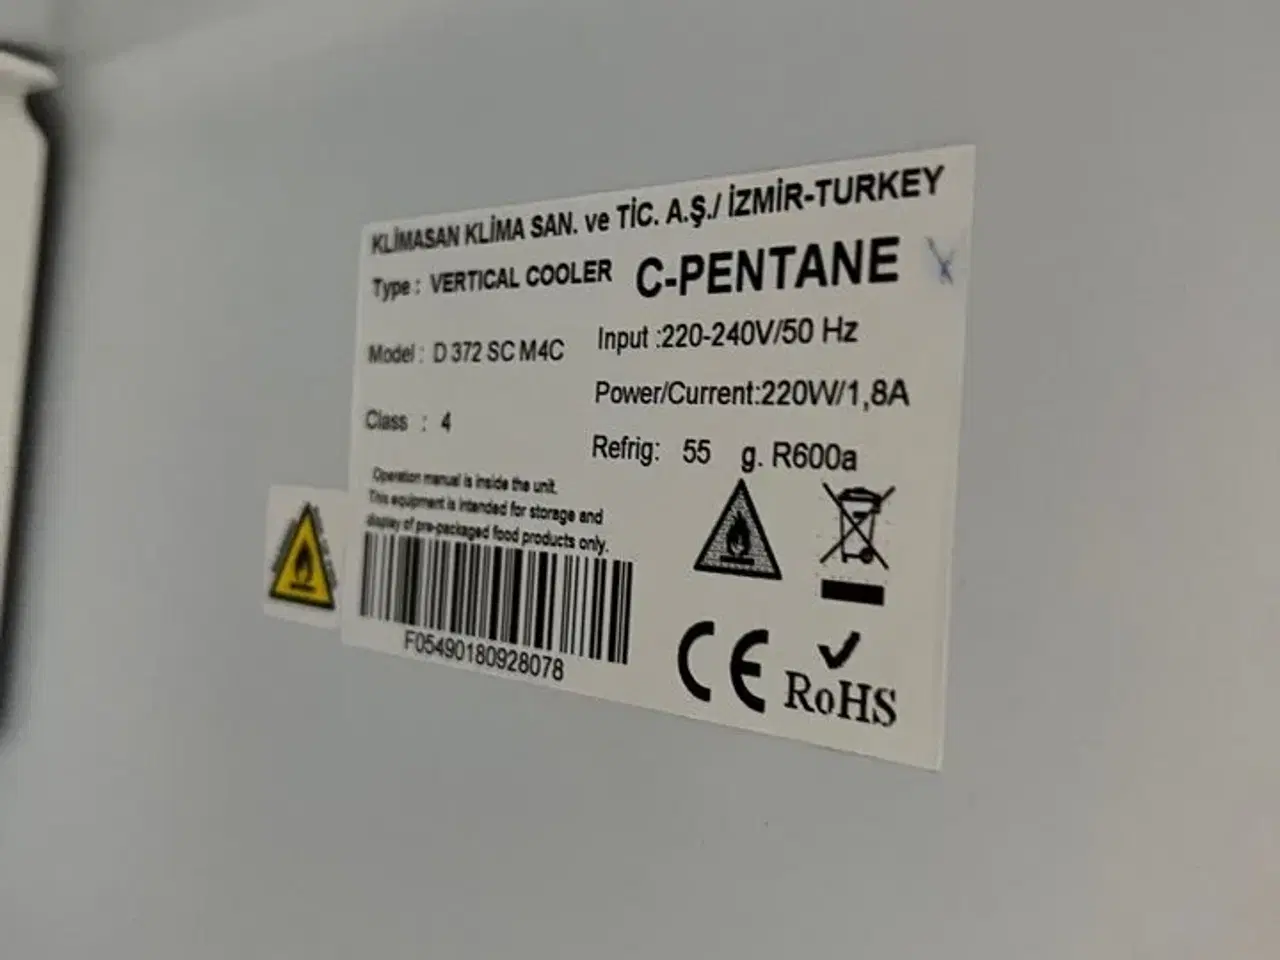 KLİMASAN KLİMA SAN. ve TİC. A.Ş./ İZMİR-TURKEY
Type : VERTICAL COOLER C-PENTANE
Model : D 372 SC M4C
Input :220-240V/50 Hz
Power/Current:220W/1,8A
Class : 4
Refrig: 55 g. R600a
Operation manual is inside the unit.
This equipment is intended for storage and
display of pre-packaged food products only.
F05490180928078
CE
RoHS